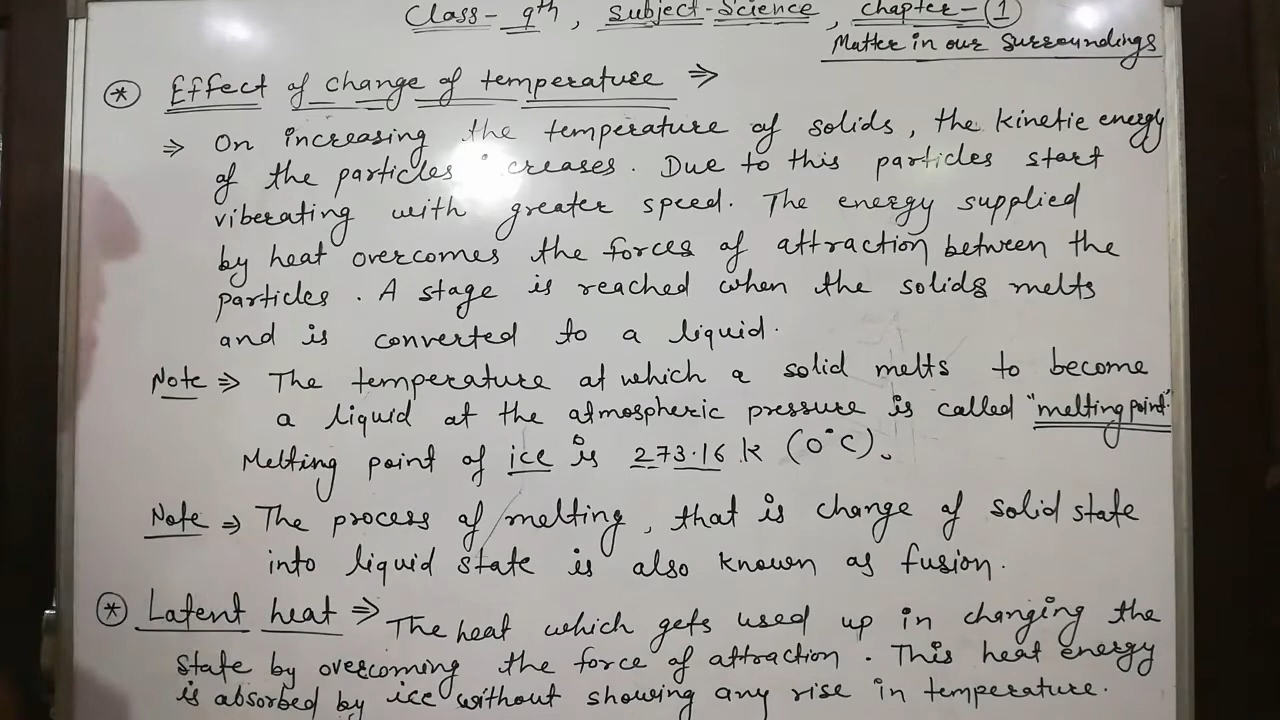 Class - 9th, Subject - Science, chapter - 1
Matter in our Surroundings
* Effect of change of temperature ⇒
⇒ On increasing the temperature of solids, the kinetic energy
of the particles creases. Due to this particles start
viberating with greater speed. The energy supplied
by heat overcomes the forces of attraction between the
particles. A stage is reached when the solids melts
and is converted to a liquid.
Note ⇒ The temperature at which a solid melts to become
a liquid at the atmospheric pressure is called "melting point".
Melting point of ice is 273.16 k (0°C).
Note ⇒ The process of melting, that is change of solid state
into liquid state is also known as fusion.
* Latent heat ⇒ The heat which gets used up in changing the
state by overcoming the force of attraction. This heat energy
is absorbed by ice without showing any rise in temperature.